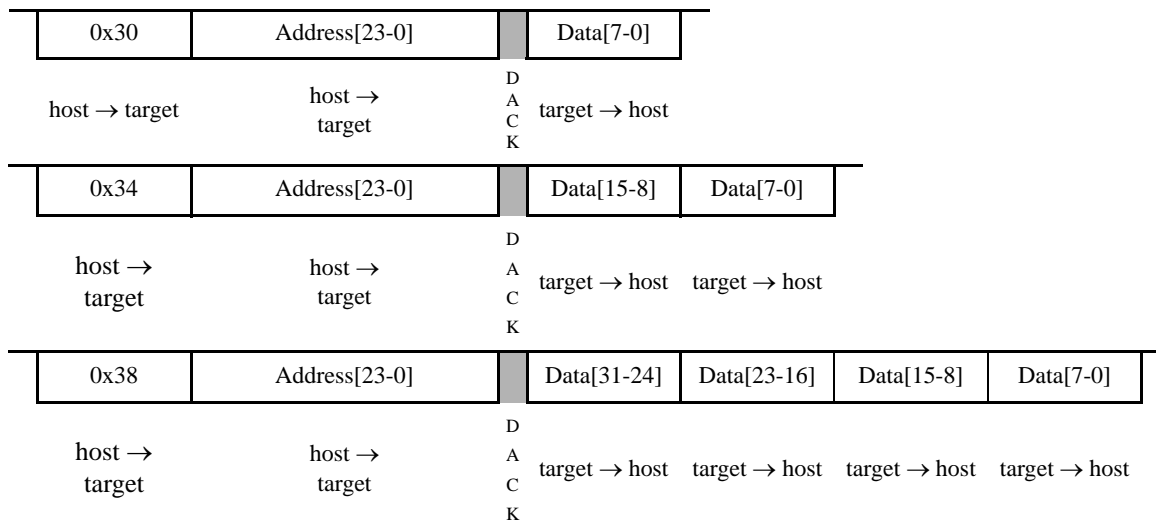 0x30 Address[23-0] Data[7-0]
host → target host → target D A C K target → host
0x34 Address[23-0] Data[15-8] Data[7-0]
host → target host → target D A C K target → host target → host
0x38 Address[23-0] Data[31-24] Data[23-16] Data[15-8] Data[7-0]
host → target host → target D A C K target → host target → host target → host target → host